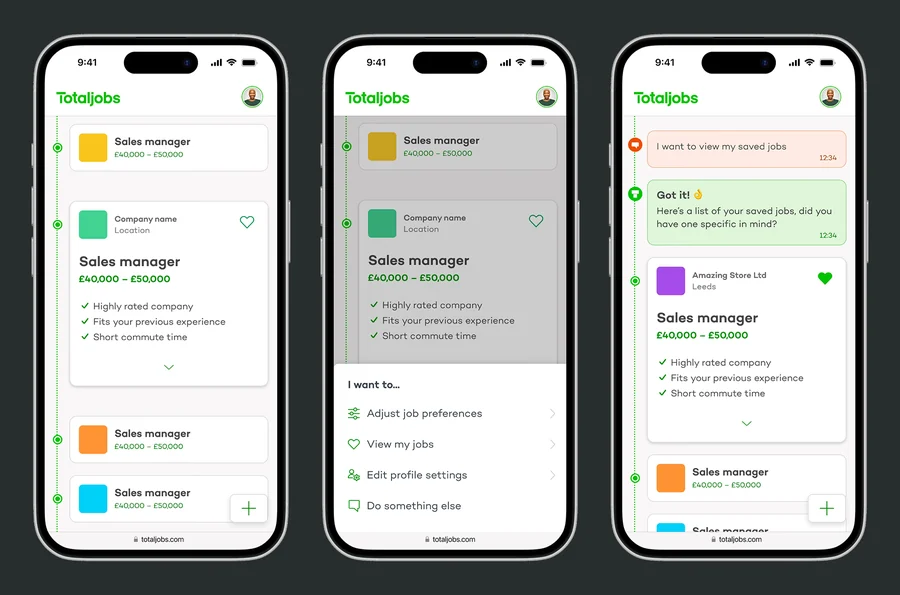 9:41
Totaljobs
Sales manager
£40,000 – £50,000
Company name
Location
Sales manager
£40,000 – £50,000
Highly rated company
Fits your previous experience
Short commute time
Sales manager
£40,000 – £50,000
Sales manager
£40,000 – £50,000
totaljobs.com
9:41
Totaljobs
Sales manager
£40,000 – £50,000
Company name
Location
Sales manager
£40,000 – £50,000
Highly rated company
Fits your previous experience
Short commute time
I want to...
Adjust job preferences
View my jobs
Edit profile settings
Do something else
totaljobs.com
9:41
Totaljobs
I want to view my saved jobs
12:34
Got it! 👌
Here's a list of your saved jobs, did you
have one specific in mind?
12:34
Amazing Store Ltd
Leeds
Sales manager
£40,000 – £50,000
Highly rated company
Fits your previous experience
Short commute time
Sales manager
£40,000 – £50,000
Sales manager
totaljobs.com